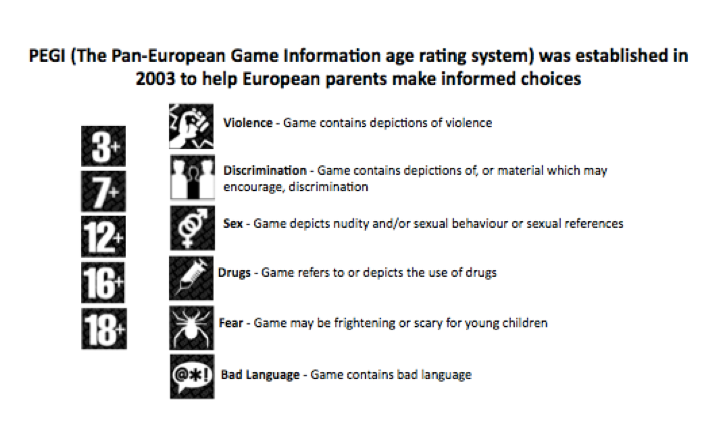 PEGI (The Pan-European Game Information age rating system) was established in
2003 to help European parents make informed choices
3+
7+
12+
16+
18+
Violence - Game contains depictions of violence
Discrimination - Game contains depictions of, or material which may
encourage, discrimination
Sex - Game depicts nudity and/or sexual behaviour or sexual references
Drugs - Game refers to or depicts the use of drugs
Fear - Game may be frightening or scary for young children
@*!
Bad Language - Game contains bad language